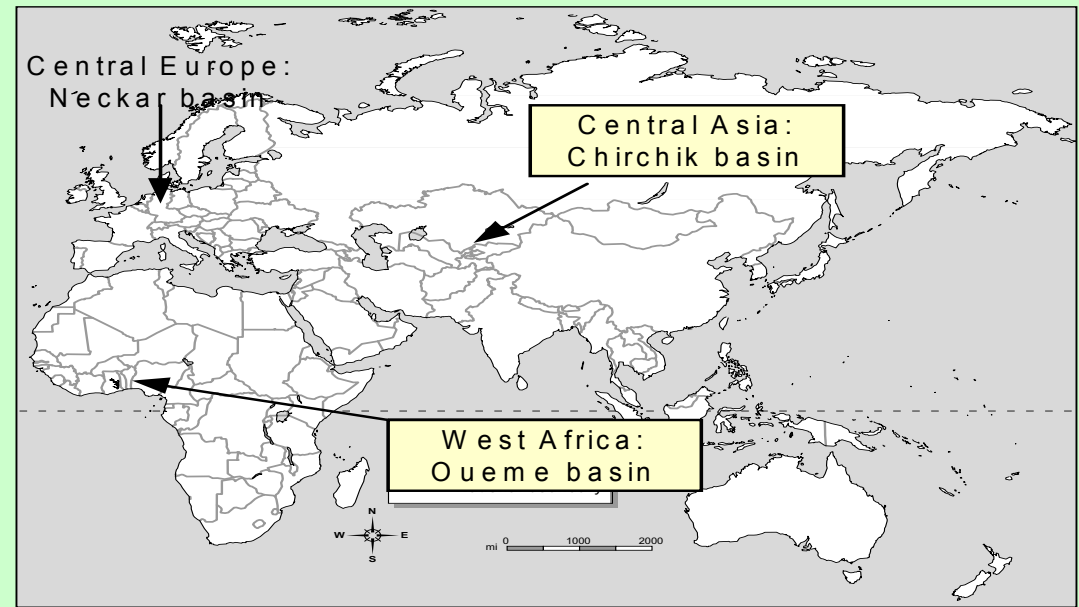 Central Europe:
Neckar basin
Central Asia:
Chirchik basin
West Africa:
Oueme basin
N
W E
S
mi 0 1000 2000